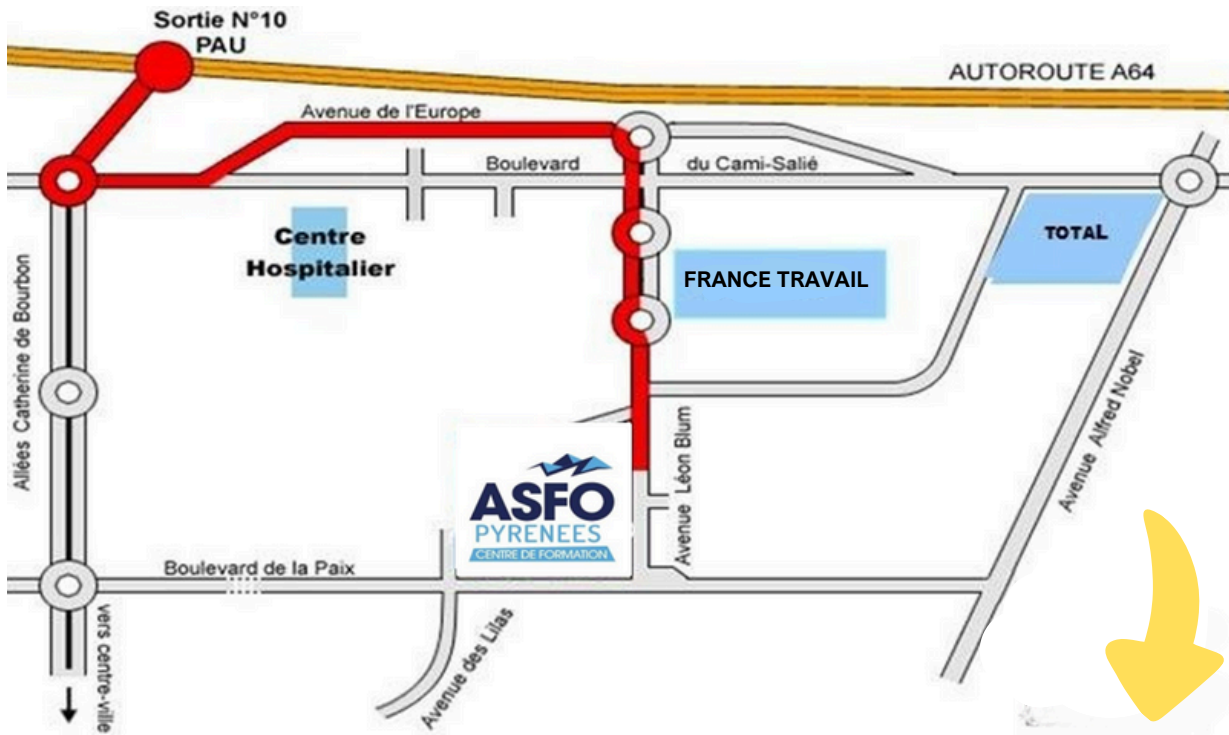 Sortie N°10
PAU
AUTOROUTE A64
Avenue de l'Europe
Boulevard du Cami-Salié
Centre
Hospitalier
FRANCE TRAVAIL
TOTAL
Allées Catherine de Bourbon
Avenue Léon Blum
Avenue Alfred Nobel
ASFO
PYRENEES
CENTRE DE FORMATION
Boulevard de la Paix
Avenue des Lilas
vers centre-ville